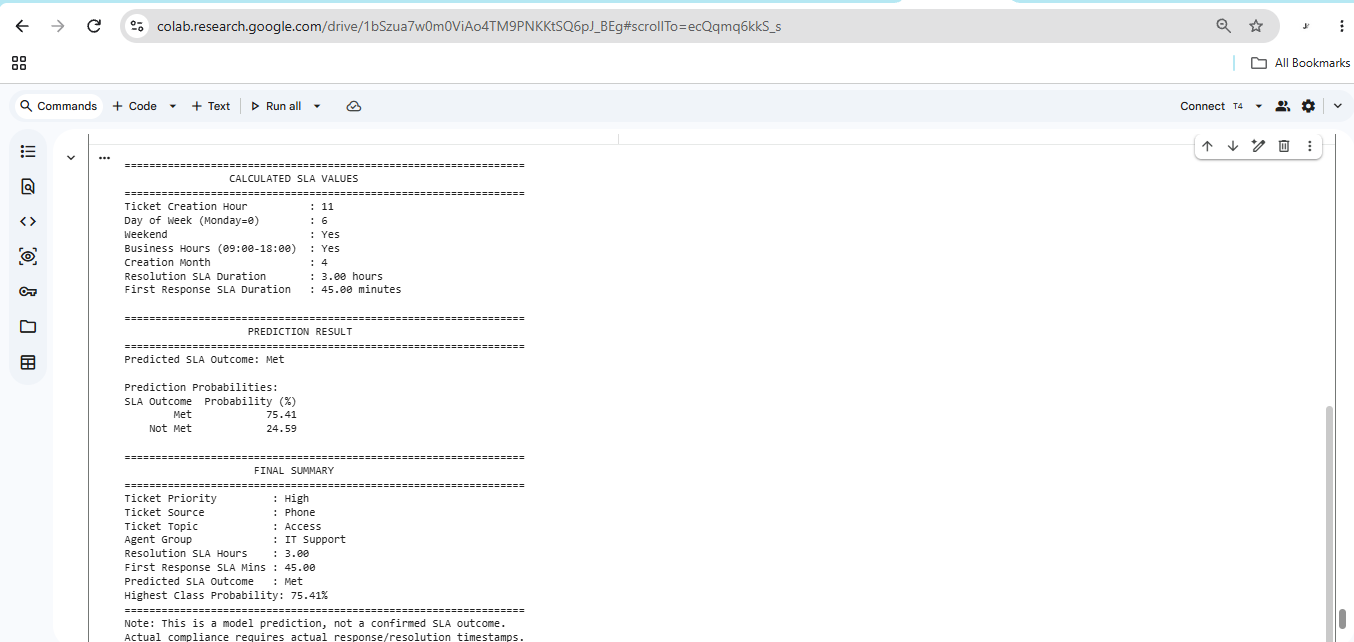 colab.research.google.com/drive/1bSzua7w0m0ViAo4TM9PNKKtSQ6pJ_BEg#scrollTo=ecQqmq6kkS_s
All Bookmarks
Commands + Code + Text Run all Connect T4
============================================================
CALCULATED SLA VALUES
============================================================
Ticket Creation Hour : 11
Day of Week (Monday=0) : 6
Weekend : Yes
Business Hours (09:00-18:00) : Yes
Creation Month : 4
Resolution SLA Duration : 3.00 hours
First Response SLA Duration : 45.00 minutes
============================================================
PREDICTION RESULT
============================================================
Predicted SLA Outcome: Met
Prediction Probabilities:
SLA Outcome Probability (%)
Met 75.41
Not Met 24.59
============================================================
FINAL SUMMARY
============================================================
Ticket Priority : High
Ticket Source : Phone
Ticket Topic : Access
Agent Group : IT Support
Resolution SLA Hours : 3.00
First Response SLA Mins : 45.00
Predicted SLA Outcome : Met
Highest Class Probability: 75.41%
============================================================
Note: This is a model prediction, not a confirmed SLA outcome.
Actual compliance requires actual response/resolution timestamps.